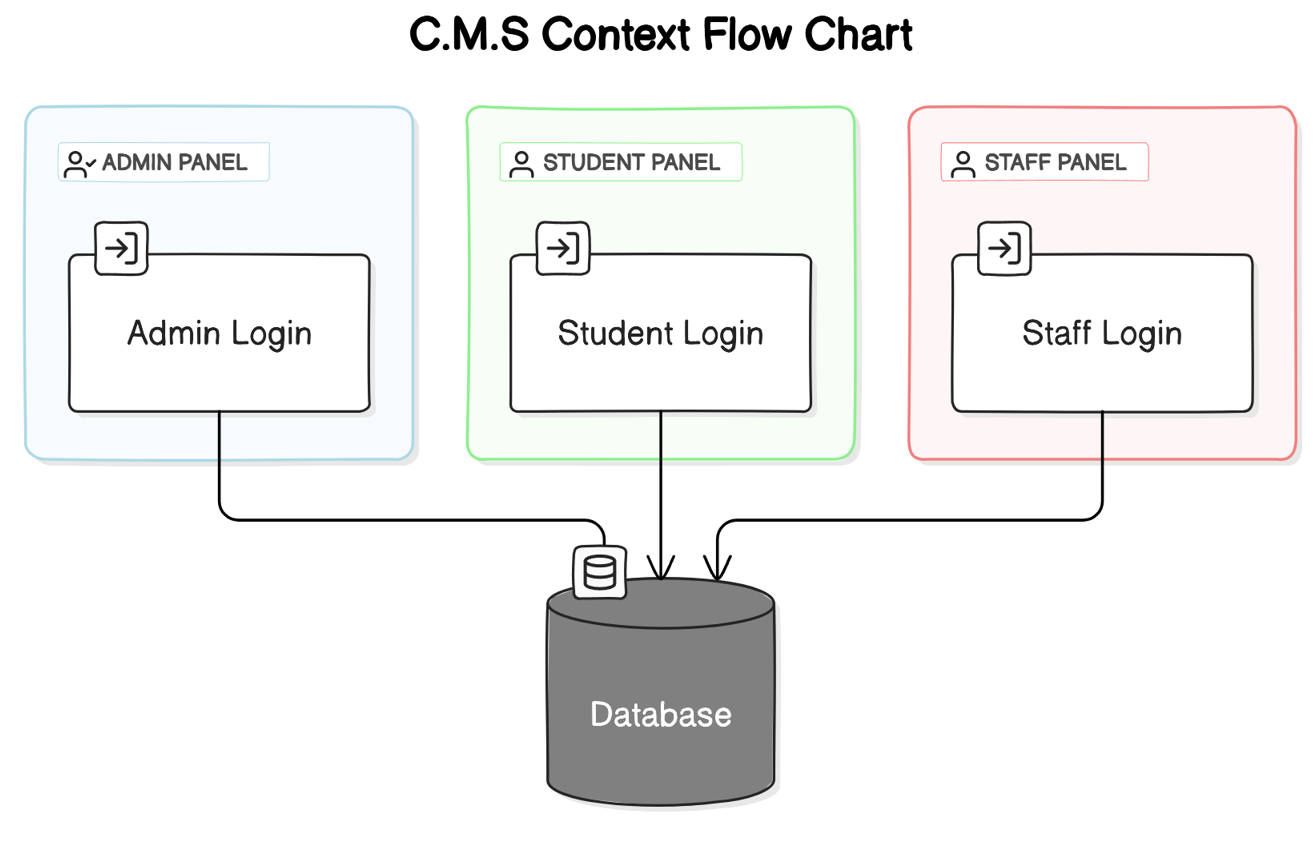 C.M.S Context Flow Chart
ADMIN PANEL
STUDENT PANEL
STAFF PANEL
Admin Login
Student Login
Staff Login
Database